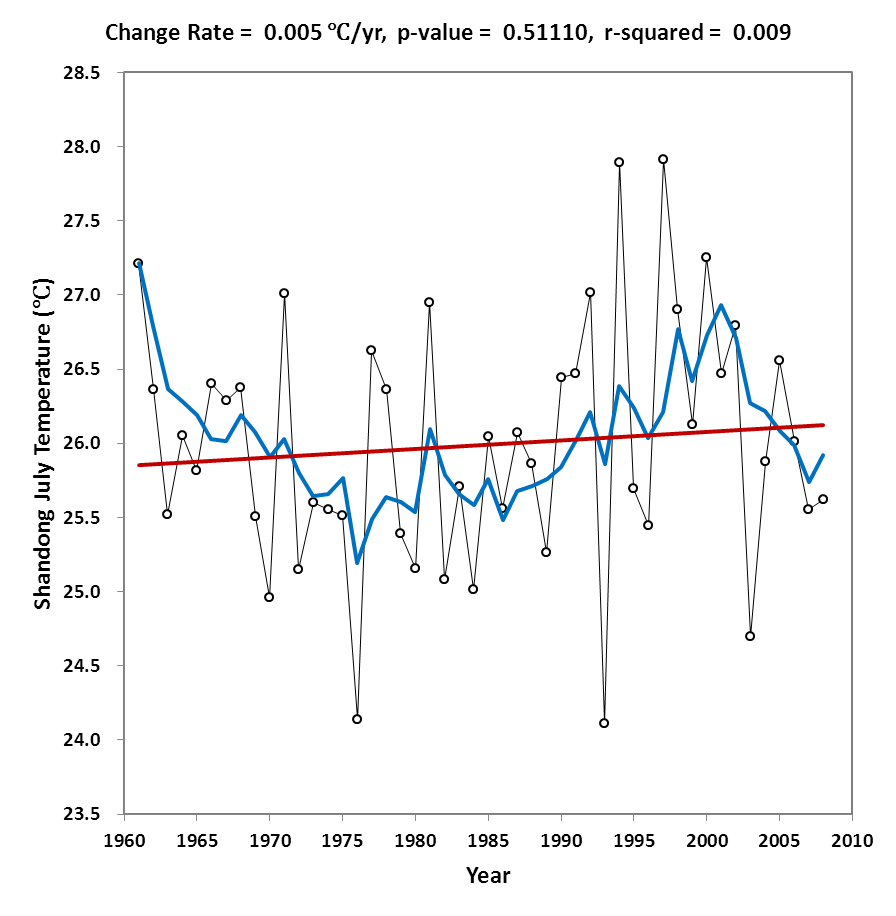 Change Rate = 0.005 ℃/yr, p-value = 0.51110, r-squared = 0.009
28.5
28.0
27.5
27.0
26.5
26.0
25.5
25.0
24.5
24.0
23.5
Shandong July Temperature (℃)
1960 1965 1970 1975 1980 1985 1990 1995 2000 2005 2010
Year